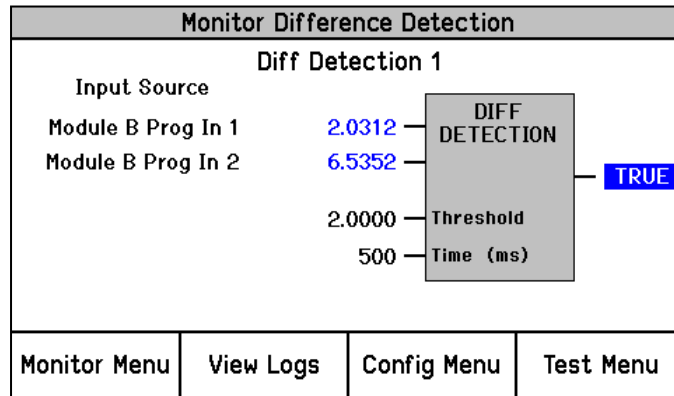 Monitor Difference Detection
Diff Detection 1
Input Source
Module B Prog In 1 2.0312
Module B Prog In 2 6.5352
DIFF
DETECTION
TRUE
2.0000 Threshold
500 Time (ms)
Monitor Menu View Logs Config Menu Test Menu